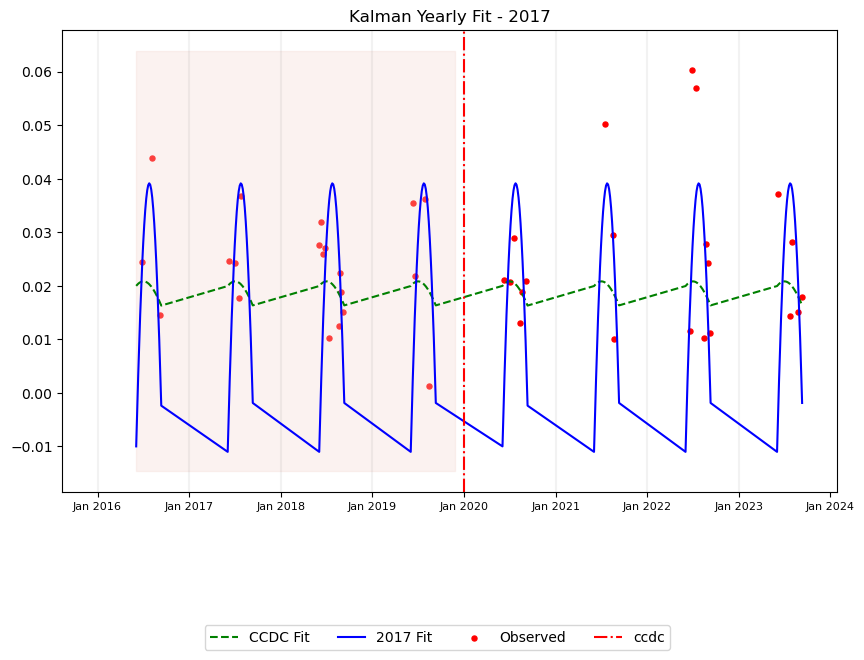 Kalman Yearly Fit - 2017
0.06
0.05
0.04
0.03
0.02
0.01
0.00
−0.01
Jan 2016 Jan 2017 Jan 2018 Jan 2019 Jan 2020 Jan 2021 Jan 2022 Jan 2023 Jan 2024
CCDC Fit 2017 Fit Observed ccdc